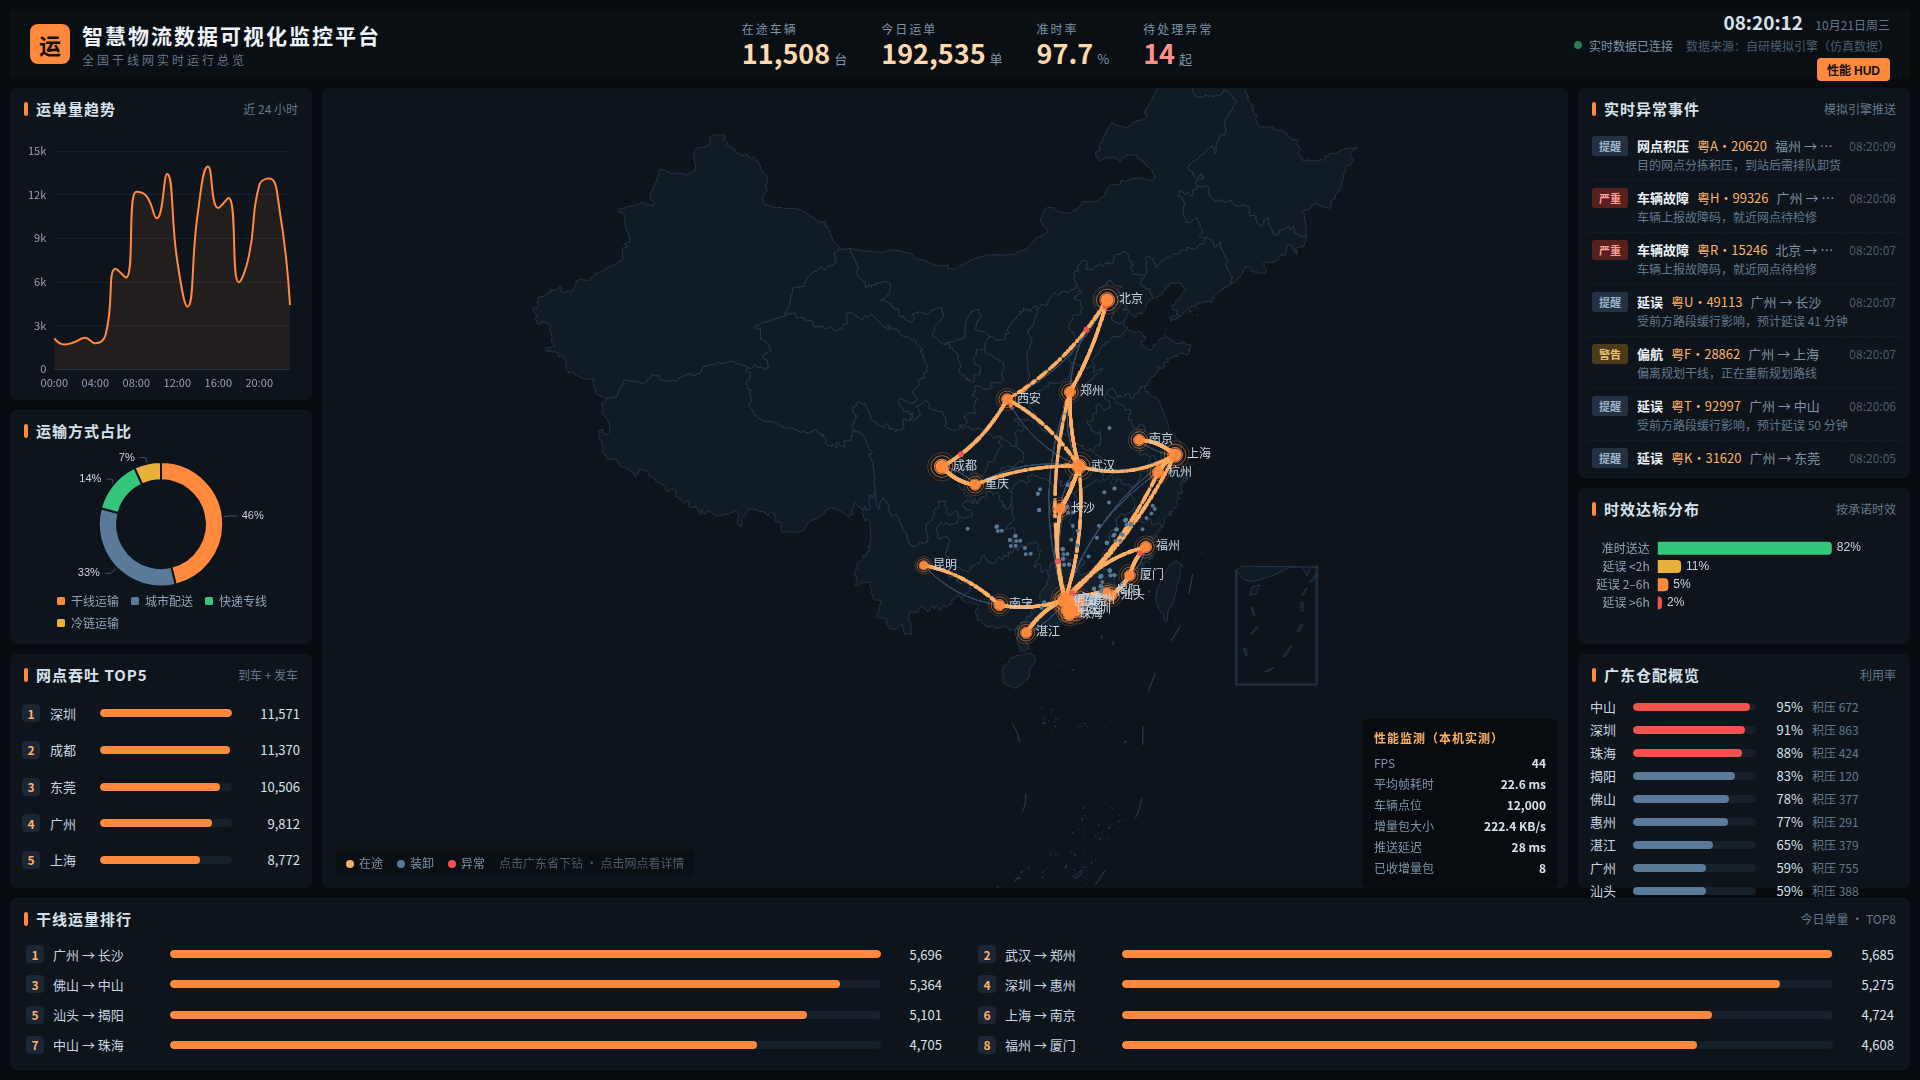 运
智慧物流数据可视化监控平台
全国干线网实时运行总览
在途车辆
11,508 台
今日运单
192,535 单
准时率
97.7 %
待处理异常
14 起
08:20:12 10月21日周三
实时数据已连接 数据来源：自研模拟引擎（仿真数据）
性能 HUD
运单量趋势 近 24 小时
15k
12k
9k
6k
3k
0
00:00 04:00 08:00 12:00 16:00 20:00
运输方式占比
7%
14%
46%
33%
干线运输 城市配送 快递专线
冷链运输
网点吞吐 TOP5 到车 + 发车
1 深圳 11,571
2 成都 11,370
3 东莞 10,506
4 广州 9,812
5 上海 8,772
北京
郑州
西安
南京
上海
成都
武汉
杭州
重庆
长沙
福州
昆明
厦门
揭阳
汕头
南宁
珠海
湛江
在途 装卸 异常 点击广东省下钻 · 点击网点看详情
性能监测（本机实测）
FPS 44
平均帧耗时 22.6 ms
车辆点位 12,000
增量包大小 222.4 KB/s
推送延迟 28 ms
已收增量包 8
实时异常事件 模拟引擎推送
提醒 网点积压 粤A·20620 福州 → ··· 08:20:09
目的网点分拣积压，到站后需排队卸货
严重 车辆故障 粤H·99326 广州 → ··· 08:20:08
车辆上报故障码，就近网点待检修
严重 车辆故障 粤R·15246 北京 → ··· 08:20:07
车辆上报故障码，就近网点待检修
提醒 延误 粤U·49113 广州 → 长沙 08:20:07
受前方路段缓行影响，预计延误 41 分钟
警告 偏航 粤F·28862 广州 → 上海 08:20:07
偏离规划干线，正在重新规划路线
提醒 延误 粤T·92997 广州 → 中山 08:20:06
受前方路段缓行影响，预计延误 50 分钟
提醒 延误 粤K·31620 广州 → 东莞 08:20:05
时效达标分布 按承诺时效
准时送达 82%
延误 <2h 11%
延误 2–6h 5%
延误 >6h 2%
广东仓配概览 利用率
中山 95% 积压 672
深圳 91% 积压 863
珠海 88% 积压 424
揭阳 83% 积压 120
佛山 78% 积压 377
惠州 77% 积压 291
湛江 65% 积压 379
广州 59% 积压 755
汕头 59% 积压 388
干线运量排行 今日单量 · TOP8
1 广州 → 长沙 5,696
2 武汉 → 郑州 5,685
3 佛山 → 中山 5,364
4 深圳 → 惠州 5,275
5 汕头 → 揭阳 5,101
6 上海 → 南京 4,724
7 中山 → 珠海 4,705
8 福州 → 厦门 4,608